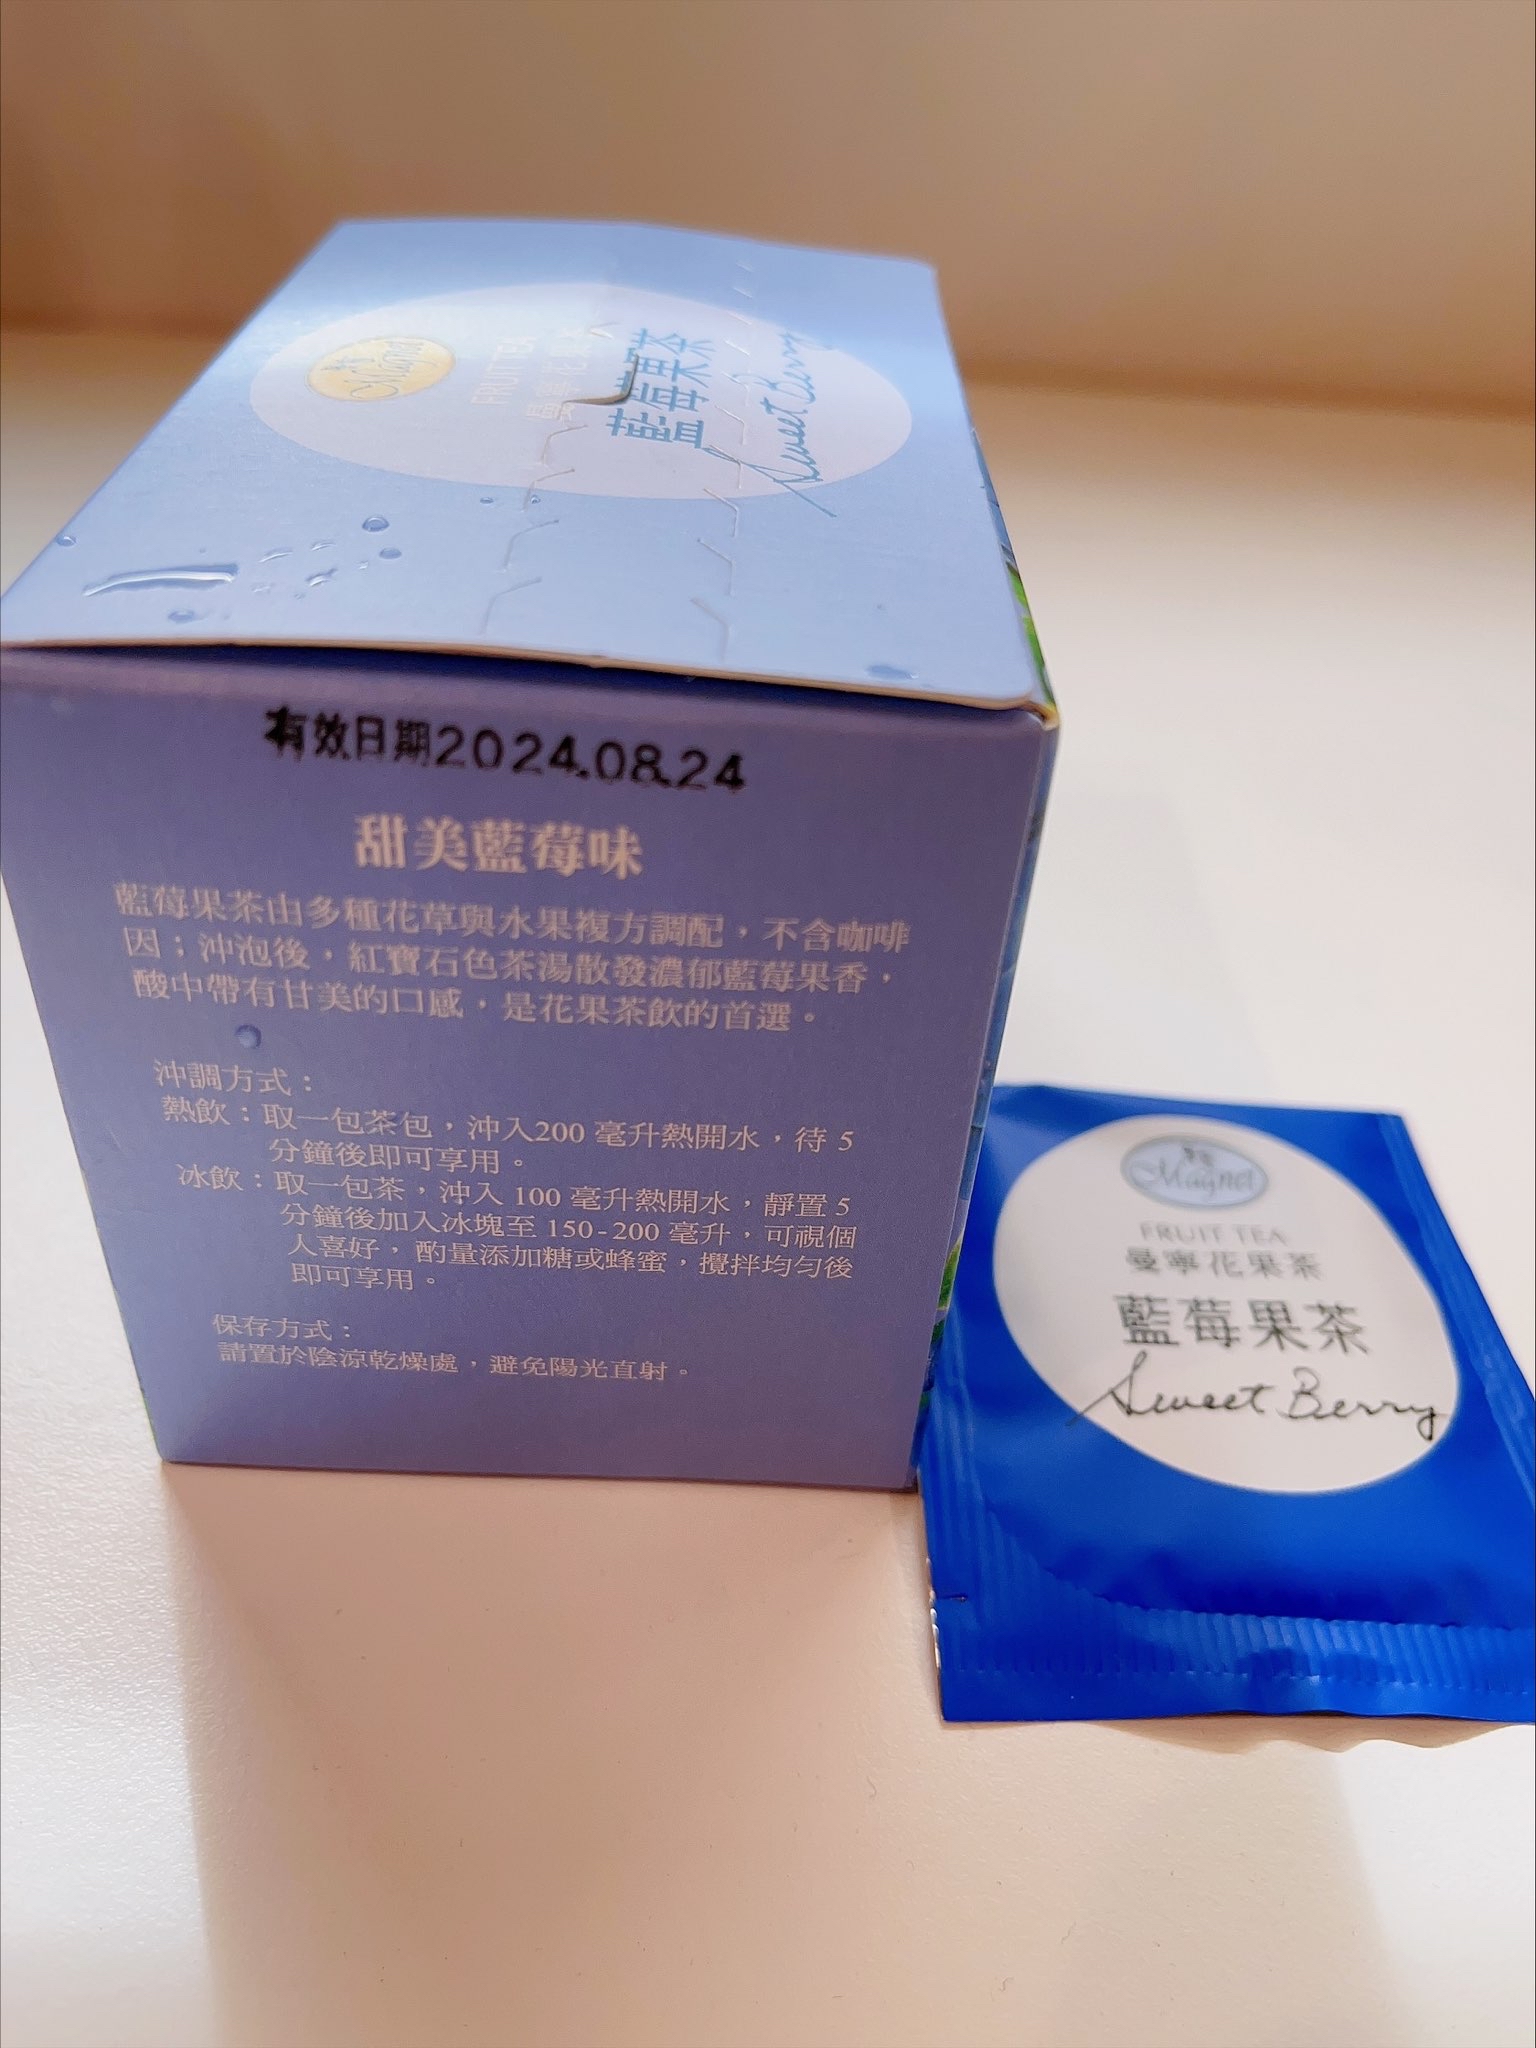 Magnet
FRUIT TEA
藍莓果茶
Sweet Berry
有效日期2024.08.24
甜美藍莓味
藍莓果茶由多種花草與水果複方調配，不含咖啡
因；沖泡後，紅寶石色茶湯散發濃郁藍莓果香，
酸中帶有甘美的口感，是花果茶飲的首選。
沖調方式：
熱飲：取一包茶包，沖入200 毫升熱開水，待 5
分鐘後即可享用。
冰飲：取一包茶，沖入 100 毫升熱開水，靜置 5
分鐘後加入冰塊至 150-200 毫升，可視個
人喜好，酌量添加糖或蜂蜜，攪拌均勻後
即可享用。
保存方式：
請置於陰涼乾燥處，避免陽光直射。
Magnet
FRUIT TEA
曼寧花果茶
藍莓果茶
Sweet Berry